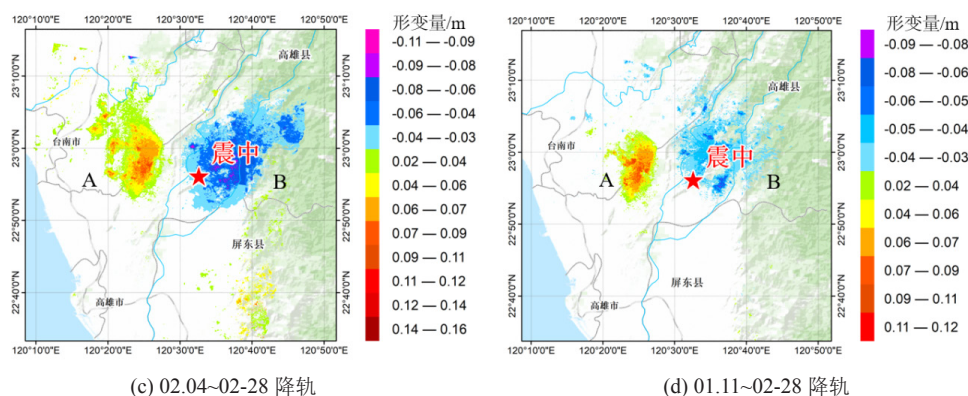 形变量/m
-0.11 — -0.09
-0.09 — -0.08
-0.08 — -0.06
-0.06 — -0.04
-0.04 — -0.03
0.02 — 0.04
0.04 — 0.06
0.06 — 0.07
0.07 — 0.09
0.09 — 0.11
0.11 — 0.12
0.12 — 0.14
0.14 — 0.16
高雄县
台南市
震中
A
B
屏东县
高雄市
23°10'0"N
23°0'0"N
22°50'0"N
22°40'0"N
120°10'0"E 120°20'0"E 120°30'0"E 120°40'0"E 120°50'0"E
(c) 02.04~02-28 降轨
形变量/m
-0.09 — -0.08
-0.08 — -0.06
-0.06 — -0.05
-0.05 — -0.04
-0.04 — -0.03
0.02 — 0.04
0.04 — 0.06
0.06 — 0.07
0.07 — 0.09
0.09 — 0.11
0.11 — 0.12
高雄县
台南市
震中
A
B
屏东县
高雄市
23°10'0"N
23°0'0"N
22°50'0"N
22°40'0"N
120°10'0"E 120°20'0"E 120°30'0"E 120°40'0"E 120°50'0"E
(d) 01.11~02-28 降轨